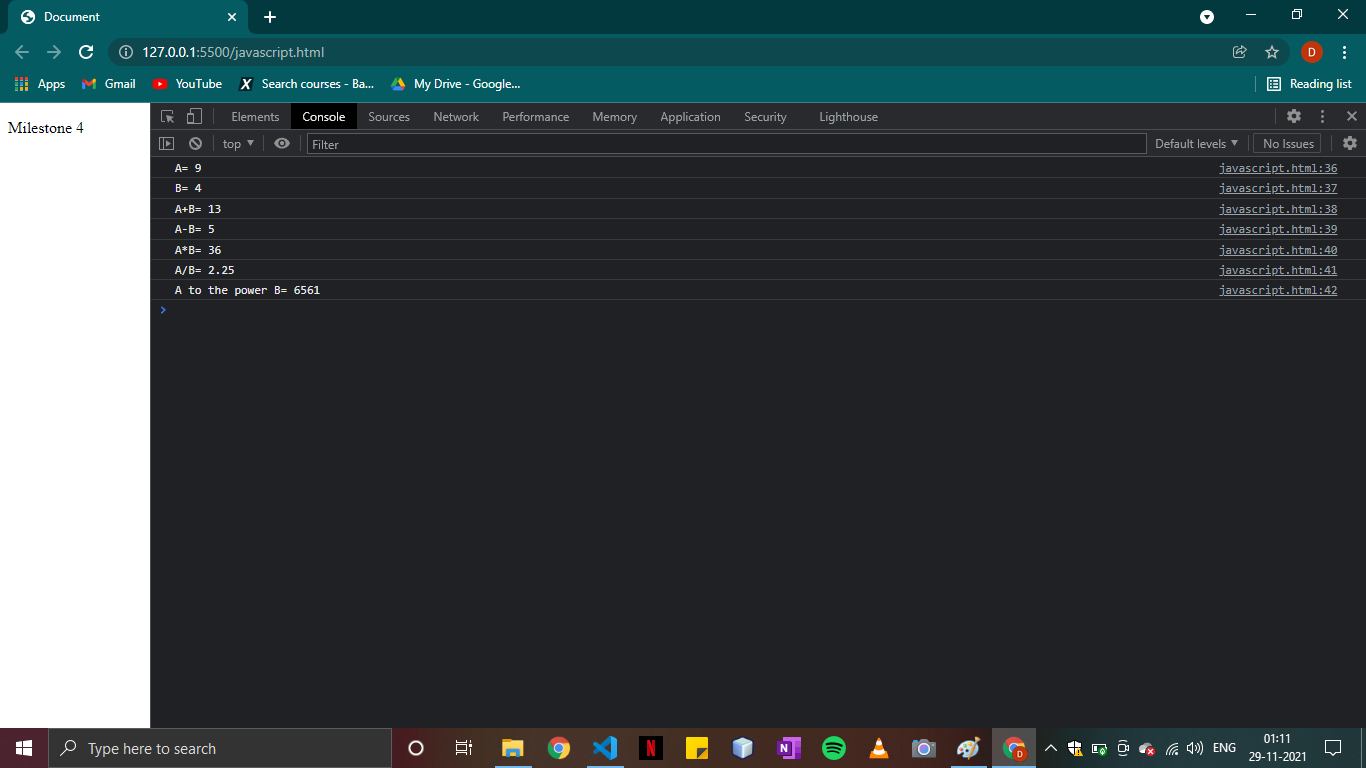 Document
127.0.0.1:5500/javascript.html
D
Apps
Gmail
YouTube
X Search courses - Ba...
My Drive - Google...
Reading list
Milestone 4
Elements Console Sources Network Performance Memory Application Security Lighthouse
top Filter Default levels No Issues
A= 9 javascript.html:36
B= 4 javascript.html:37
A+B= 13 javascript.html:38
A-B= 5 javascript.html:39
A*B= 36 javascript.html:40
A/B= 2.25 javascript.html:41
A to the power B= 6561 javascript.html:42
Type here to search
N
N
D
ENG
01:11
29-11-2021